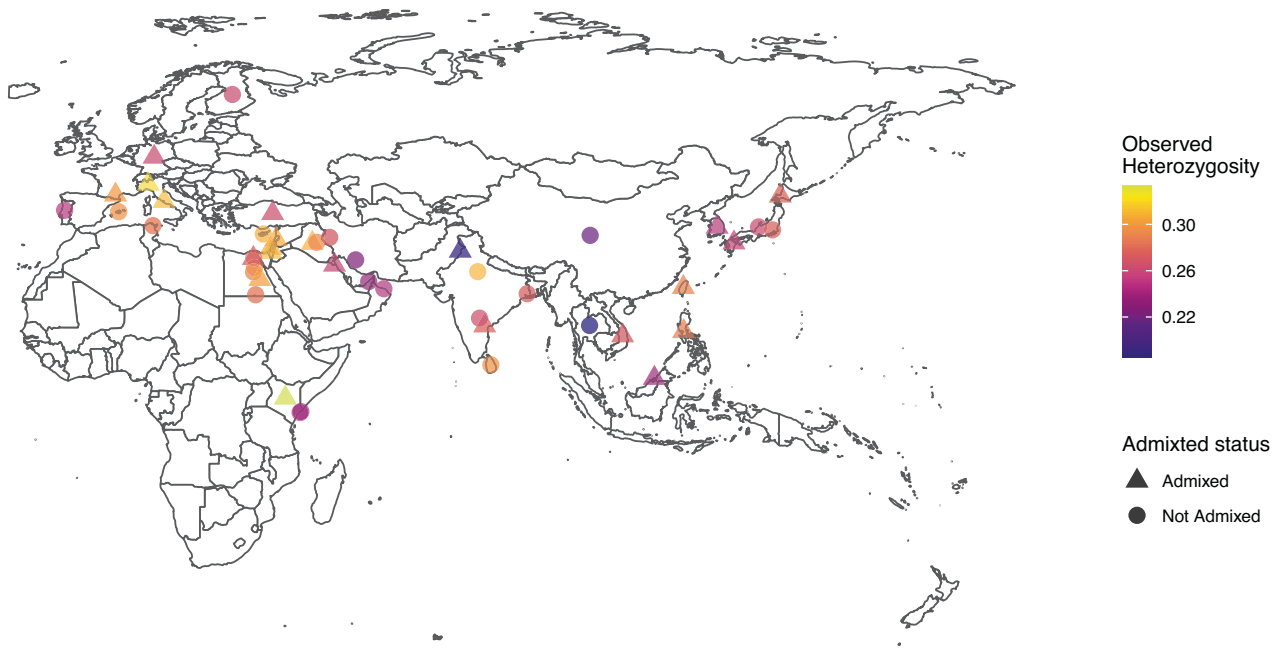 Observed
Heterozygosity
0.30
0.26
0.22
Admixted status
Admixed
Not Admixed